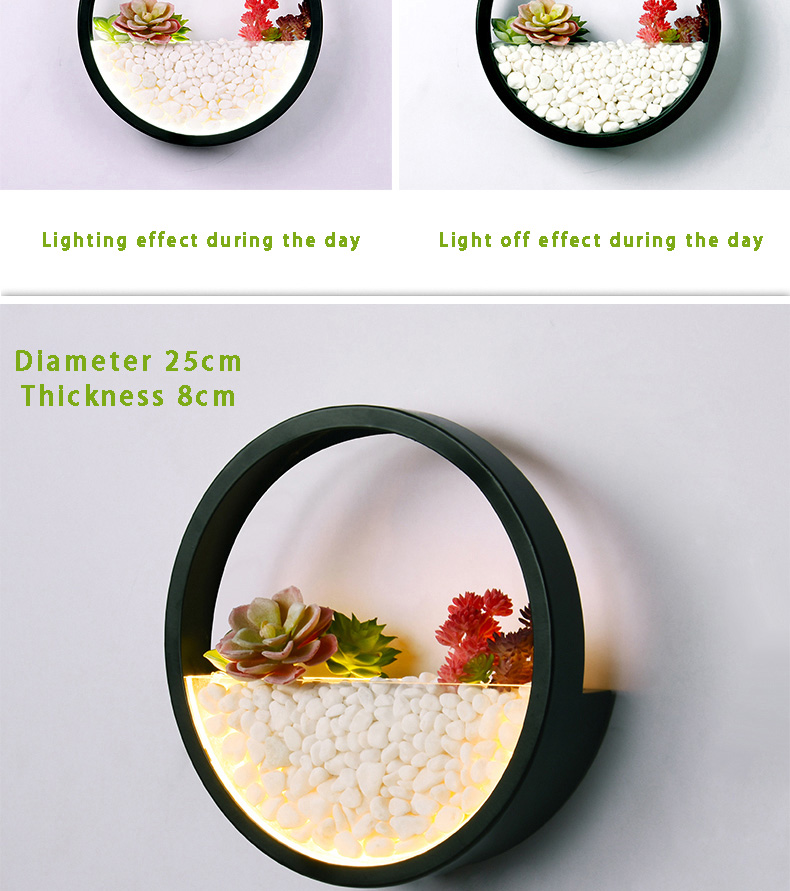 Lighting effect during the day
Light off effect during the day
Diameter 25cm
Thickness 8cm